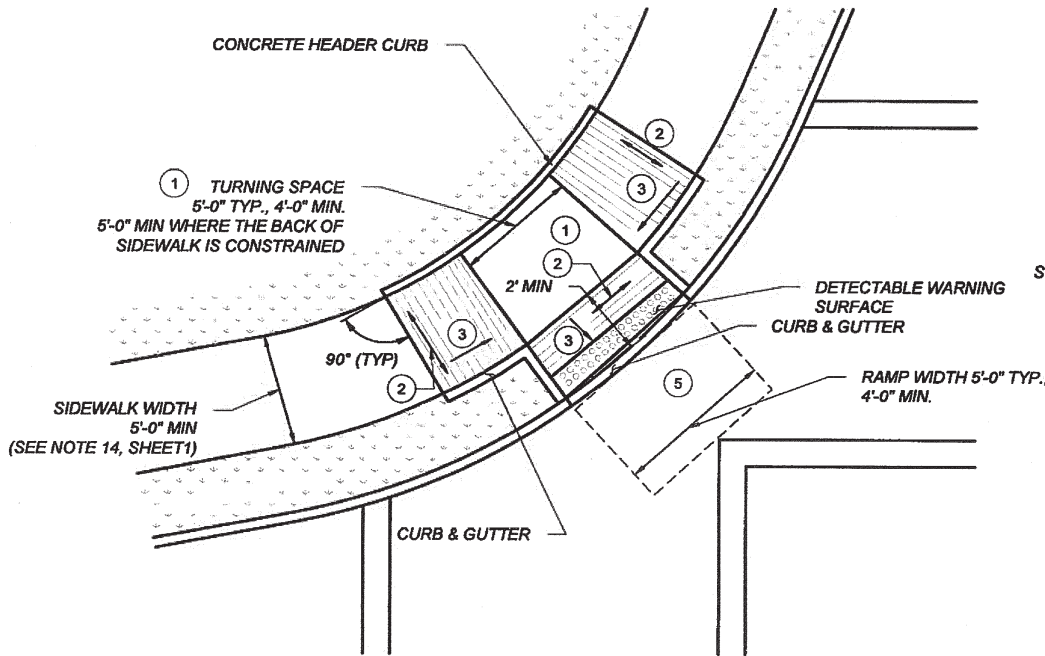 CONCRETE HEADER CURB
2
1 TURNING SPACE
5'-0" TYP., 4'-0" MIN.
5'-0" MIN WHERE THE BACK OF
SIDEWALK IS CONSTRAINED
3
1
2
2' MIN
S
DETECTABLE WARNING
SURFACE
CURB & GUTTER
3
90° (TYP)
3
2
5
RAMP WIDTH 5'-0" TYP.,
4'-0" MIN.
SIDEWALK WIDTH
5'-0" MIN
(SEE NOTE 14, SHEET1)
CURB & GUTTER